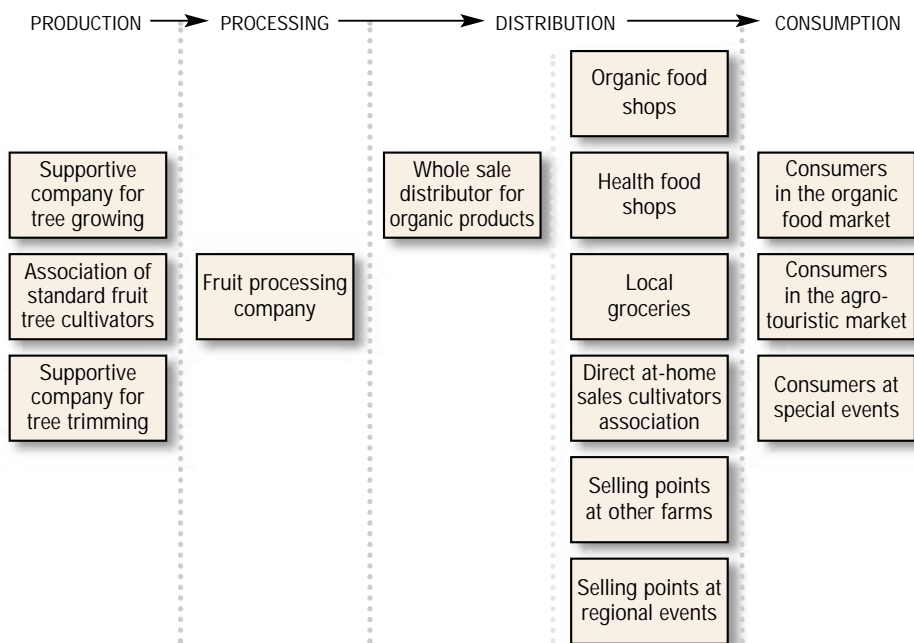 PRODUCTION
PROCESSING
DISTRIBUTION
CONSUMPTION
Supportive
company for
tree growing
Association of
standard fruit
tree cultivators
Supportive
company for
tree trimming
Fruit processing
company
Whole sale
distributor for
organic products
Organic food
shops
Health food
shops
Local
groceries
Direct at-home
sales cultivators
association
Selling points
at other farms
Selling points at
regional events
Consumers
in the organic
food market
Consumers
in the agro-
touristic market
Consumers at
special events